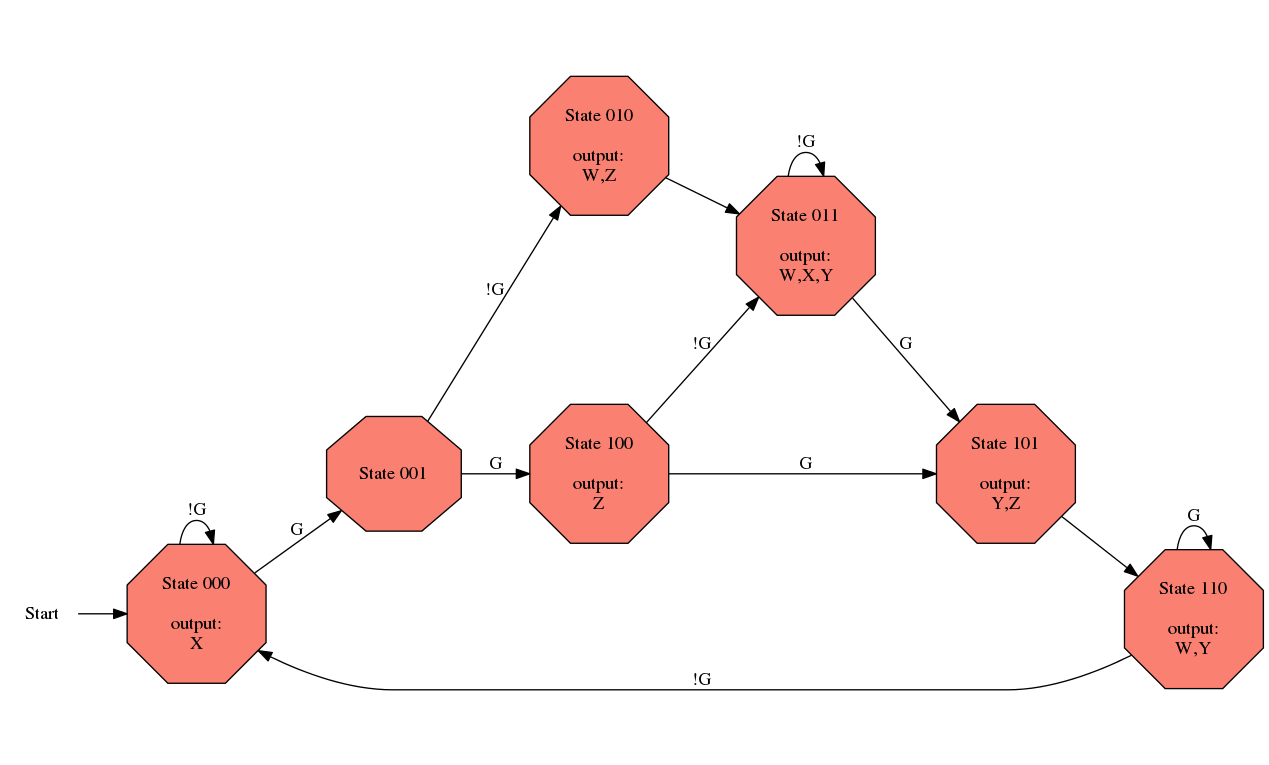 State 010
output:
W,Z
!G
State 011
output:
W,X,Y
!G
!G
G
State 001
G
State 100
output:
Z
G
State 101
output:
Y,Z
!G
G
G
Start
State 000
output:
X
State 110
output:
W,Y
!G